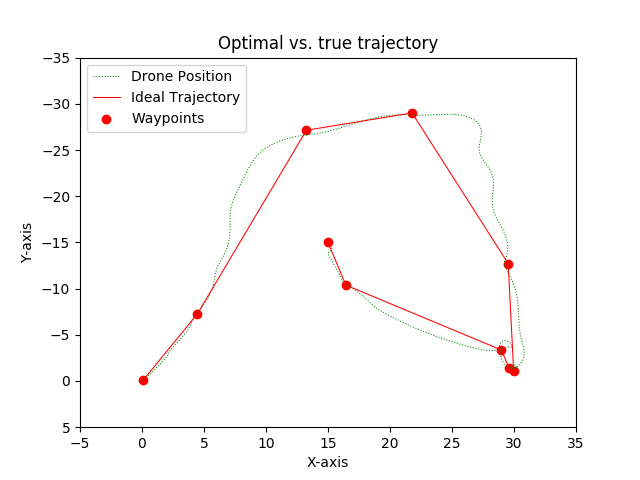 Optimal vs. true trajectory
Drone Position
Ideal Trajectory
Waypoints
−35
−30
−25
−20
−15
−10
−5
0
5
Y-axis
−5 0 5 10 15 20 25 30 35
X-axis